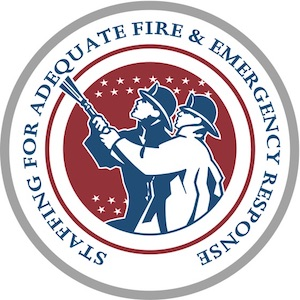 STAFFING FOR ADEQUATE FIRE & EMERGENCY RESPONSE